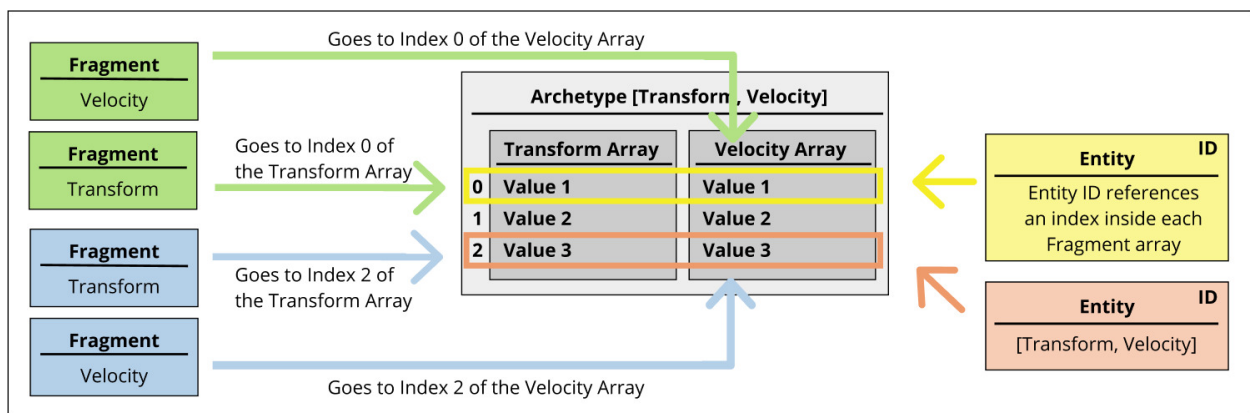 Fragment
Velocity
Goes to Index 0 of the Velocity Array
Fragment
Transform
Goes to Index 0 of
the Transform Array
Fragment
Transform
Goes to Index 2 of
the Transform Array
Fragment
Velocity
Goes to Index 2 of the Velocity Array
Archetype [Transform, Velocity]
Transform Array Velocity Array
0 Value 1 Value 1
1 Value 2 Value 2
2 Value 3 Value 3
ID
Entity
Entity ID references
an index inside each
Fragment array
ID
Entity
[Transform, Velocity]